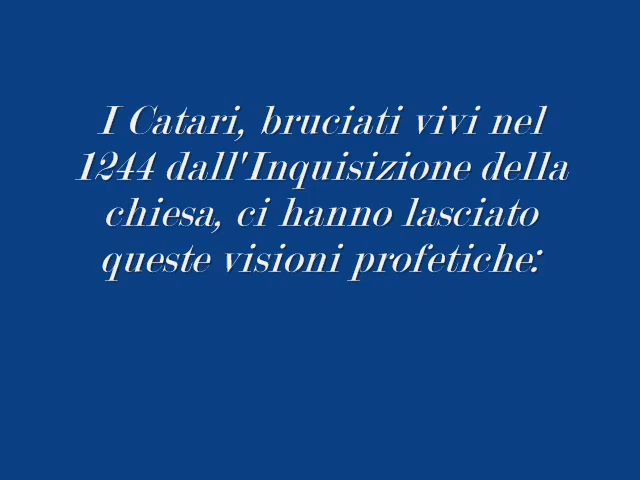 I Catari, bruciati vivi nel
1244 dall'Inquisizione della
chiesa, ci hanno lasciato
queste visioni profetiche: